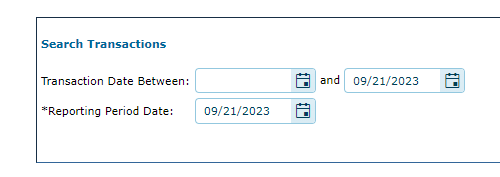 Search Transactions
Transaction Date Between: and 09/21/2023
*Reporting Period Date: 09/21/2023